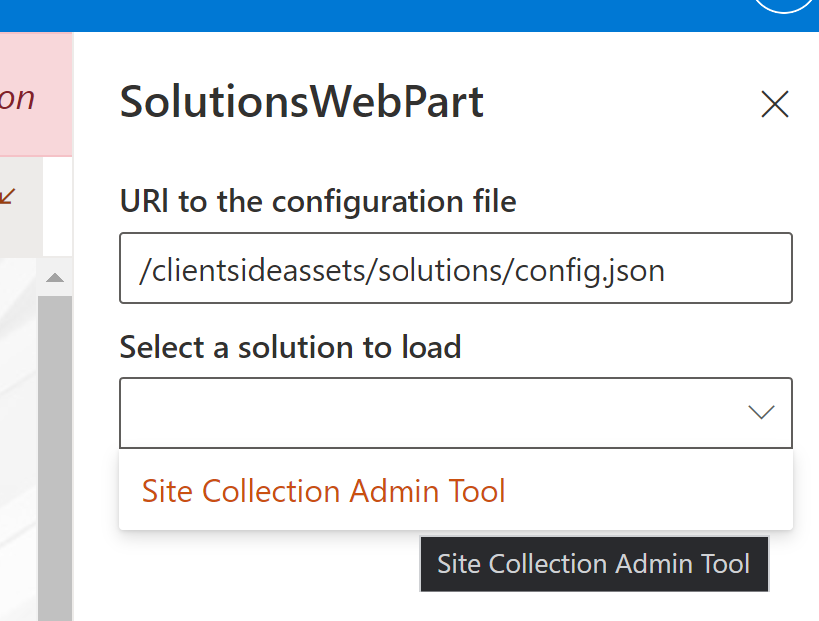 on
SolutionsWebPart
URl to the configuration file
/clientsideassets/solutions/config.json
Select a solution to load
Site Collection Admin Tool
Site Collection Admin Tool